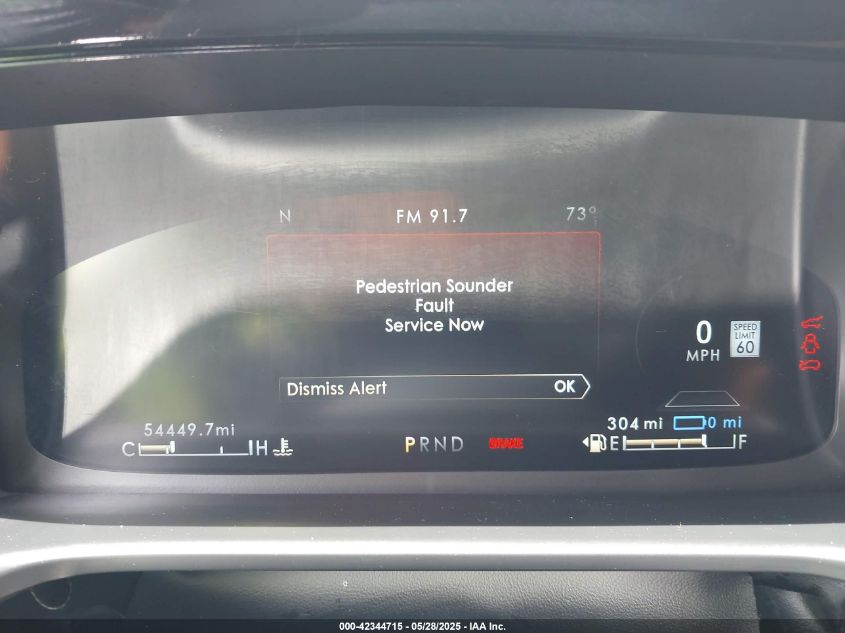 N FM 91.7 73°
Pedestrian Sounder
Fault
Service Now
0
MPH
SPEED
LIMIT
60
Dismiss Alert OK
54449.7mi
C H
PRND
BRAKE
304 mi 0 mi
E F
000-42344715 - 05/28/2025 - IAA Inc.